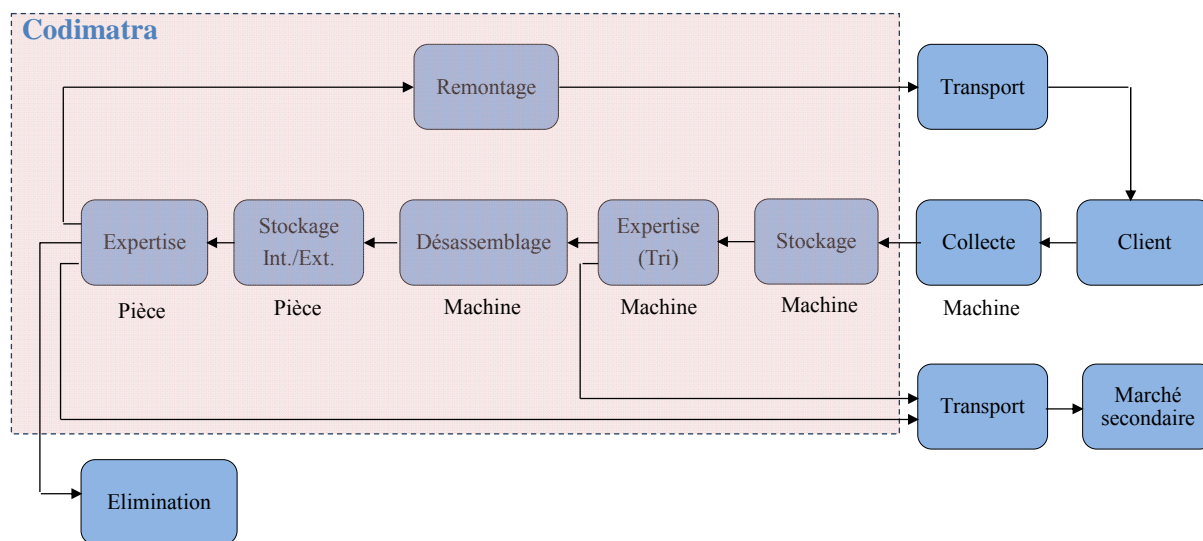 Codimatra
Remontage
Transport
Expertise
Stockage
Int./Ext.
Désassemblage
Expertise
(Tri)
Stockage
Collecte
Client
Pièce
Pièce
Machine
Machine
Machine
Machine
Transport
Marché
secondaire
Elimination